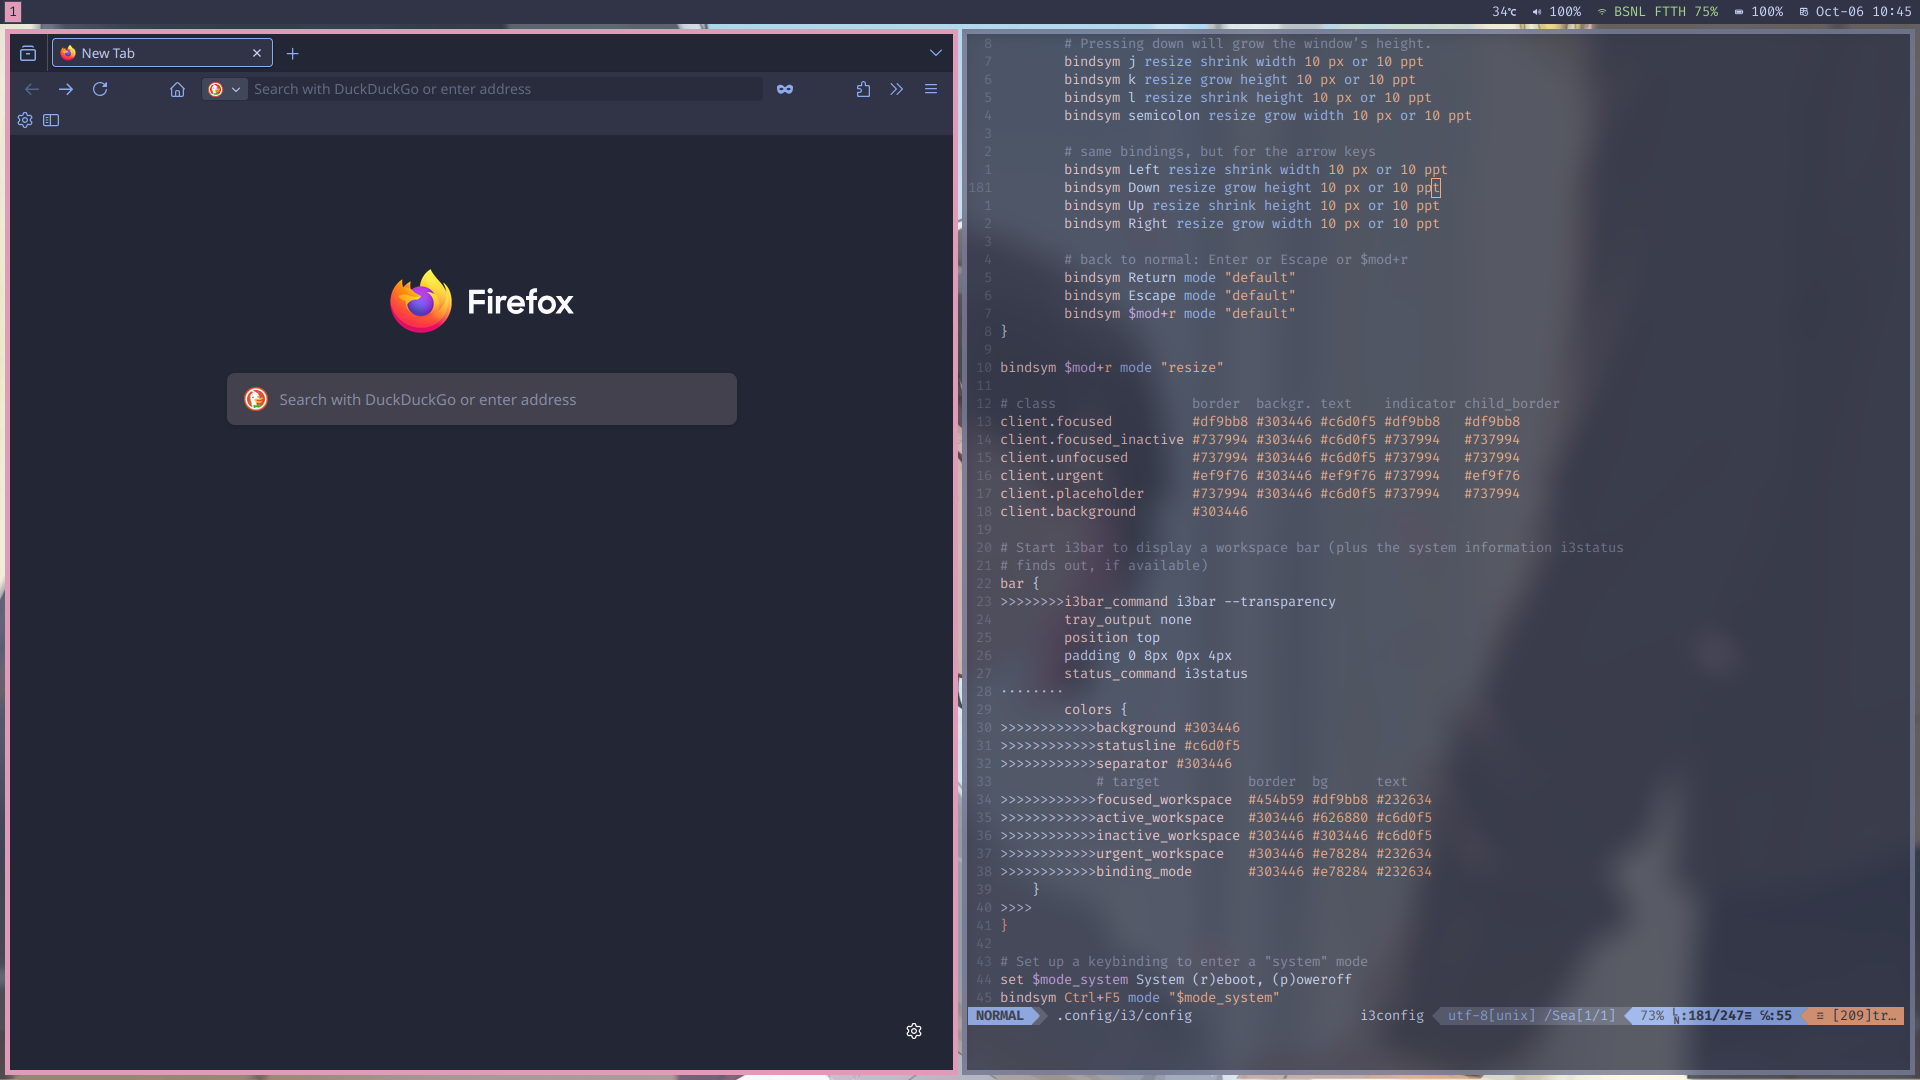 1
34℃ 100% BSNL FTTH 75% 100% Oct-06 10:45
New Tab
Search with DuckDuckGo or enter address
Firefox
Search with DuckDuckGo or enter address
8 # Pressing down will grow the window's height.
7 bindsym j resize shrink width 10 px or 10 ppt
6 bindsym k resize grow height 10 px or 10 ppt
5 bindsym l resize shrink height 10 px or 10 ppt
4 bindsym semicolon resize grow width 10 px or 10 ppt
3
2 # same bindings, but for the arrow keys
1 bindsym Left resize shrink width 10 px or 10 ppt
181 bindsym Down resize grow height 10 px or 10 ppt
1 bindsym Up resize shrink height 10 px or 10 ppt
2 bindsym Right resize grow width 10 px or 10 ppt
3
4 # back to normal: Enter or Escape or $mod+r
5 bindsym Return mode "default"
6 bindsym Escape mode "default"
7 bindsym $mod+r mode "default"
8 }
9
10 bindsym $mod+r mode "resize"
11
12 # class border backgr. text indicator child_border
13 client.focused #df9bb8 #303446 #c6d0f5 #df9bb8 #df9bb8
14 client.focused_inactive #737994 #303446 #c6d0f5 #737994 #737994
15 client.unfocused #737994 #303446 #c6d0f5 #737994 #737994
16 client.urgent #ef9f76 #303446 #ef9f76 #737994 #ef9f76
17 client.placeholder #737994 #303446 #c6d0f5 #737994 #737994
18 client.background #303446
19
20 # Start i3bar to display a workspace bar (plus the system information i3status
21 # finds out, if available)
22 bar {
23 >>>>>>>>i3bar_command i3bar --transparency
24 tray_output none
25 position top
26 padding 0 8px 0px 4px
27 status_command i3status
28 ········
29 colors {
30 >>>>>>>>>>>>background #303446
31 >>>>>>>>>>>>statusline #c6d0f5
32 >>>>>>>>>>>>separator #303446
33 # target border bg text
34 >>>>>>>>>>>>focused_workspace #454b59 #df9bb8 #232634
35 >>>>>>>>>>>>active_workspace #303446 #626880 #c6d0f5
36 >>>>>>>>>>>>inactive_workspace #303446 #303446 #c6d0f5
37 >>>>>>>>>>>>urgent_workspace #303446 #e78284 #232634
38 >>>>>>>>>>>>binding_mode #303446 #e78284 #232634
39 }
40 >>>>
41 }
42
43 # Set up a keybinding to enter a "system" mode
44 set $mode_system System (r)eboot, (p)oweroff
45 bindsym Ctrl+F5 mode "$mode_system"
NORMAL .config/i3/config i3config utf-8[unix] /Sea[1/1] 73% ␤:181/247≡ ℅:55 ≡ [209]tr…